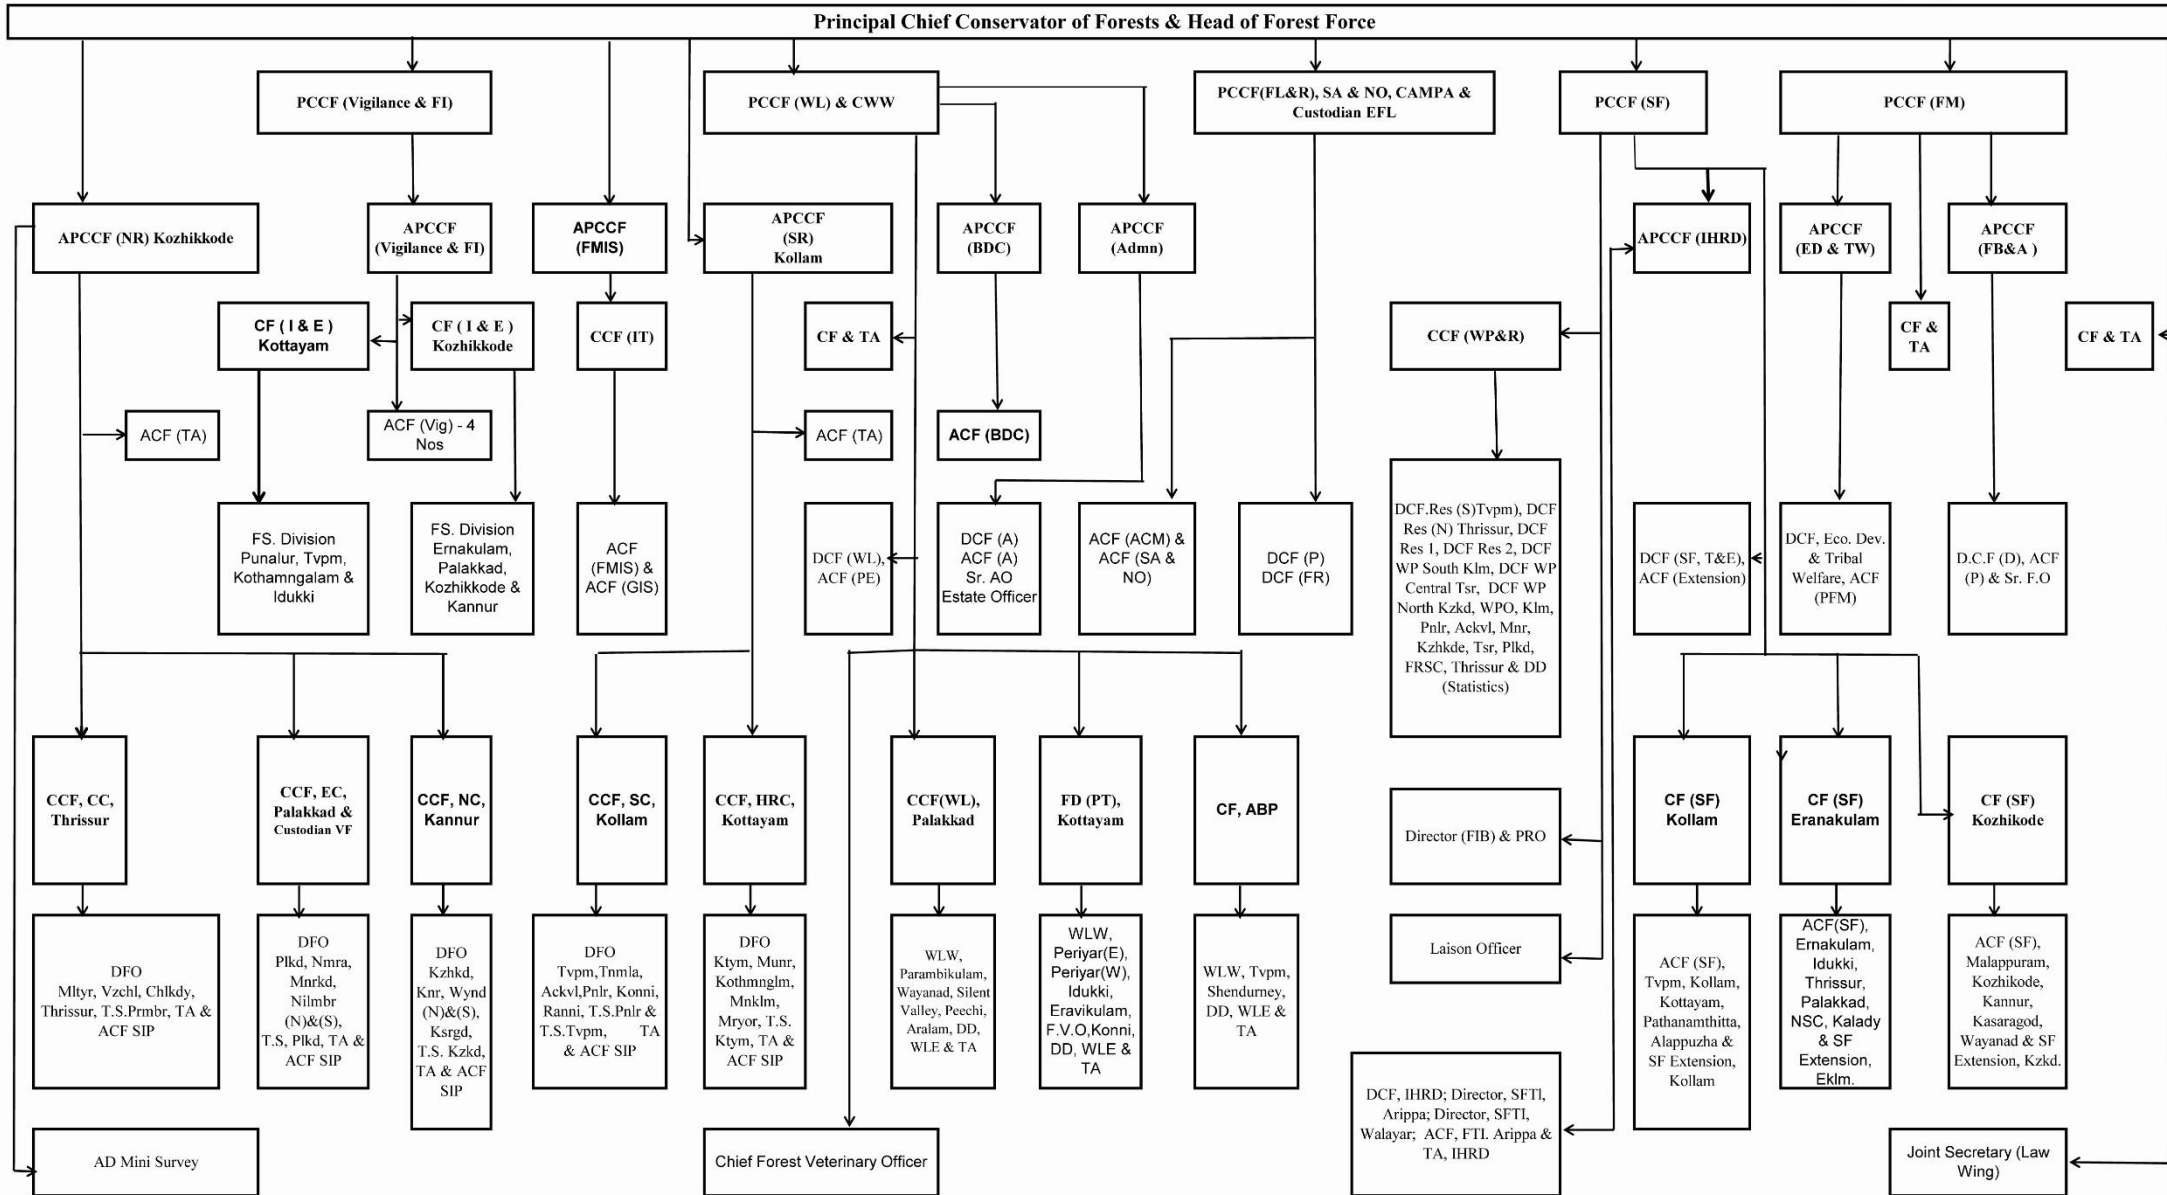 Principal Chief Conservator of Forests & Head of Forest Force
PCCF (Vigilance & FI)
PCCF (WL) & CWW
PCCF(FL&R), SA & NO, CAMPA &
Custodian EFL
PCCF (SF)
PCCF (FM)
APCCF (NR) Kozhikkode
APCCF
(Vigilance & FI)
APCCF
(FMIS)
APCCF
(SR)
Kollam
APCCF
(BDC)
APCCF
(Admn)
APCCF (IHRD)
APCCF
(ED & TW)
APCCF
(FB&A )
CF ( I & E )
Kottayam
CF ( I & E )
Kozhikkode
CCF (IT)
CF & TA
CCF (WP&R)
CF &
TA
CF & TA
ACF (TA)
ACF (Vig) - 4
Nos
ACF (TA)
ACF (BDC)
FS. Division
Punalur, Tvpm,
Kothamngalam &
Idukki
FS. Division
Ernakulam,
Palakkad,
Kozhikkode &
Kannur
ACF
(FMIS) &
ACF (GIS)
DCF (WL),
ACF (PE)
DCF (A)
ACF (A)
Sr. AO
Estate Officer
ACF (ACM) &
ACF (SA &
NO)
DCF (P)
DCF (FR)
DCF.Res (S)Tvpm), DCF
Res (N) Thrissur, DCF
Res 1, DCF Res 2, DCF
WP South Klm, DCF WP
Central Tsr, DCF WP
North Kzkd, WPO, Klm,
Pnlr, Ackvl, Mnr,
Kzhkde, Tsr, Plkd,
FRSC, Thrissur & DD
(Statistics)
DCF (SF, T&E),
ACF (Extension)
DCF, Eco. Dev.
& Tribal
Welfare, ACF
(PFM)
D.C.F (D), ACF
(P) & Sr. F.O
CCF, CC,
Thrissur
CCF, EC,
Palakkad &
Custodian VF
CCF, NC,
Kannur
CCF, SC,
Kollam
CCF, HRC,
Kottayam
CCF(WL),
Palakkad
FD (PT),
Kottayam
CF, ABP
Director (FIB) & PRO
CF (SF)
Kollam
CF (SF)
Eranakulam
CF (SF)
Kozhikode
DFO
Mltyr, Vzchl, Chlkdy,
Thrissur, T.S.Prmbr, TA &
ACF SIP
DFO
Plkd, Nmra,
Mnrkd,
Nilmbr
(N)&(S),
T.S, Plkd, TA &
ACF SIP
DFO
Kzhkd,
Knr, Wynd
(N)&(S),
Ksrgd,
T.S. Kzkd,
TA & ACF
SIP
DFO
Tvpm,Tnmla,
Ackvl,Pnlr, Konni,
Ranni, T.S.Pnlr &
T.S.Tvpm, TA
& ACF SIP
DFO
Ktym, Munr,
Kothmnglm,
Mnklm,
Mryor, T.S.
Ktym, TA &
ACF SIP
WLW,
Parambikulam,
Wayanad, Silent
Valley, Peechi,
Aralam, DD,
WLE & TA
WLW,
Periyar(E),
Periyar(W),
Idukki,
Eravikulam,
F.V.O,Konni,
DD, WLE &
TA
WLW, Tvpm,
Shendurney,
DD, WLE &
TA
Laison Officer
ACF (SF),
Tvpm, Kollam,
Kottayam,
Pathanamthitta,
Alappuzha &
SF Extension,
Kollam
ACF(SF),
Ernakulam,
Idukki,
Thrissur,
Palakkad,
NSC, Kalady
& SF
Extension,
Eklm.
ACF (SF),
Malappuram,
Kozhikode,
Kannur,
Kasaragod,
Wayanad & SF
Extension, Kzkd.
DCF, IHRD; Director, SFTI,
Arippa; Director, SFTI,
Walayar; ACF, FTI. Arippa &
TA, IHRD
AD Mini Survey
Chief Forest Veterinary Officer
Joint Secretary (Law
Wing)